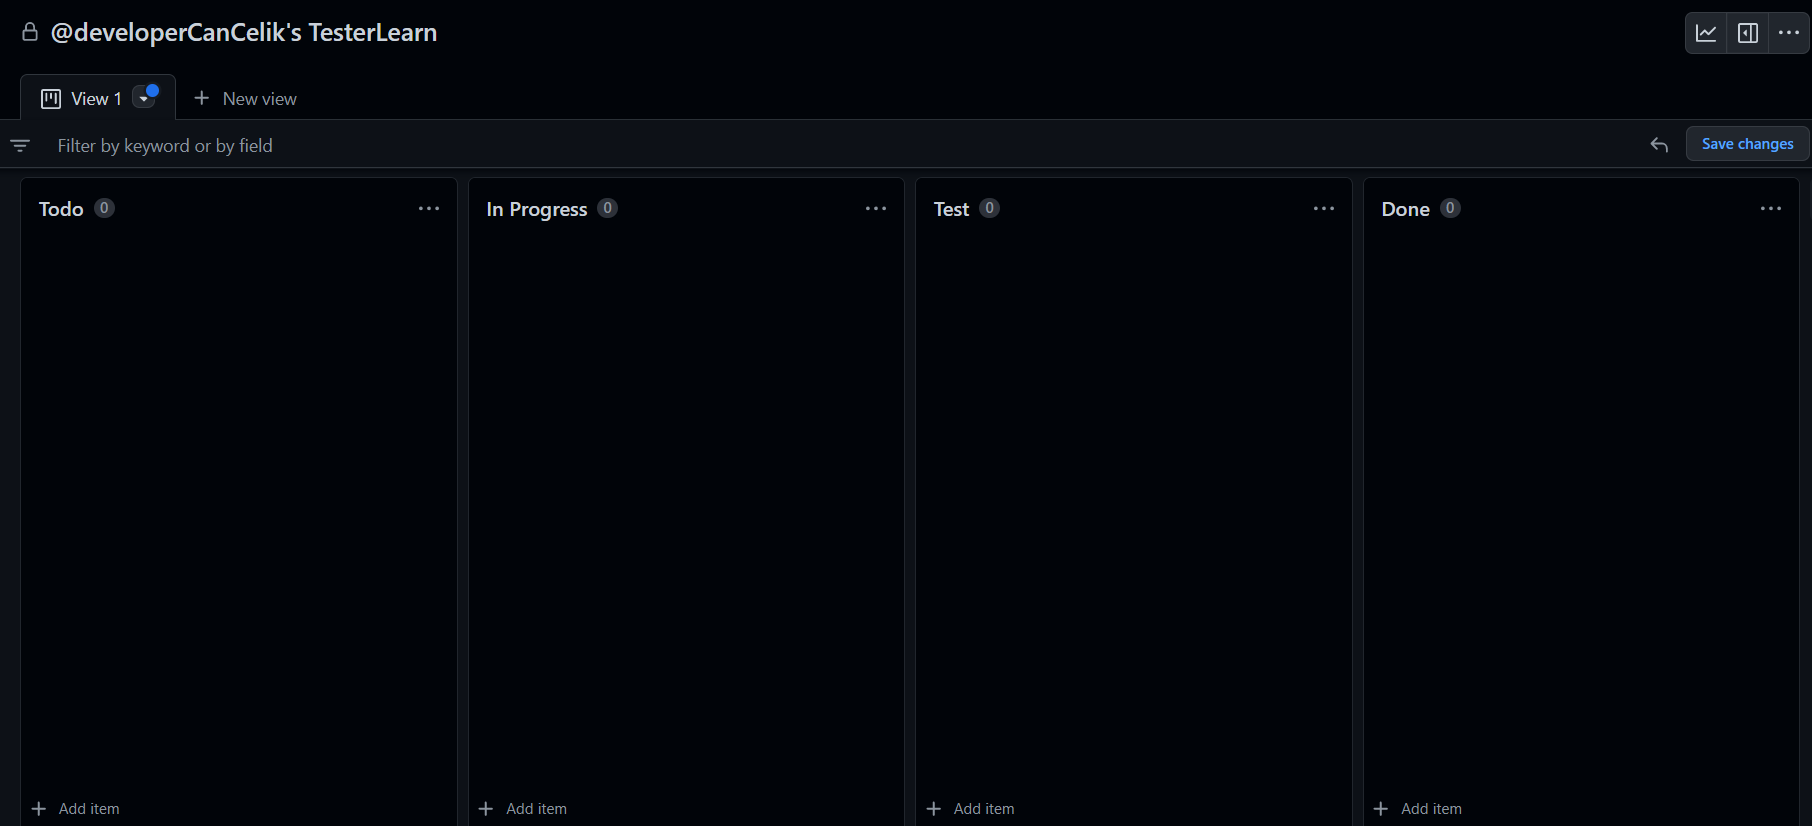 @developerCanCelik's TesterLearn
View 1 New view
Filter by keyword or by field Save changes
Todo 0 In Progress 0 Test 0 Done 0
Add item Add item Add item Add item